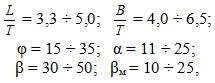 L/T = 3,3 ÷ 5,0; B/T = 4,0 ÷ 6,5;
φ = 15 ÷ 35; α = 11 ÷ 25;
β = 30 ÷ 50; βм = 10 ÷ 25,